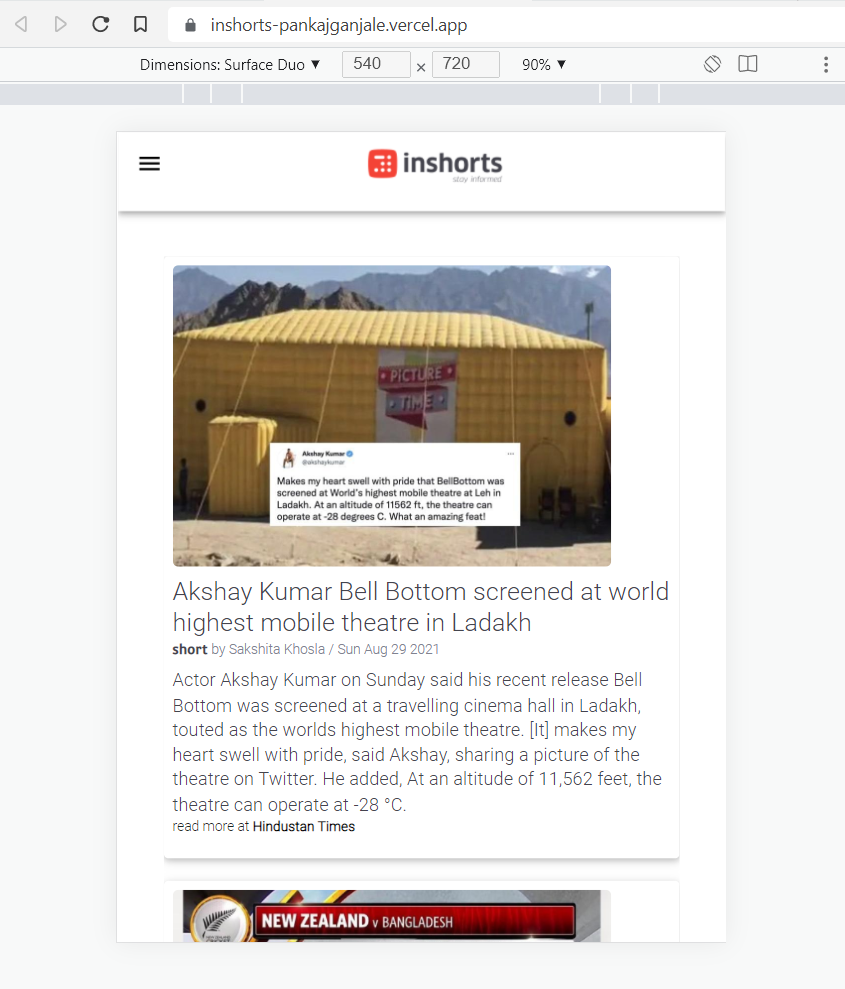 inshorts-pankajganjale.vercel.app
Dimensions: Surface Duo ▼ 540 × 720 90% ▼
inshorts
stay informed
PICTURE
TIME
Akshay Kumar
@akshaykumar
Makes my heart swell with pride that BellBottom was
screened at World's highest mobile theatre at Leh in
Ladakh. At an altitude of 11562 ft, the theatre can
operate at -28 degrees C. What an amazing feat!
Akshay Kumar Bell Bottom screened at world
highest mobile theatre in Ladakh
short by Sakshita Khosla / Sun Aug 29 2021
Actor Akshay Kumar on Sunday said his recent release Bell
Bottom was screened at a travelling cinema hall in Ladakh,
touted as the worlds highest mobile theatre. [It] makes my
heart swell with pride, said Akshay, sharing a picture of the
theatre on Twitter. He added, At an altitude of 11,562 feet, the
theatre can operate at -28 °C.
read more at Hindustan Times
NEW ZEALAND v BANGLADESH